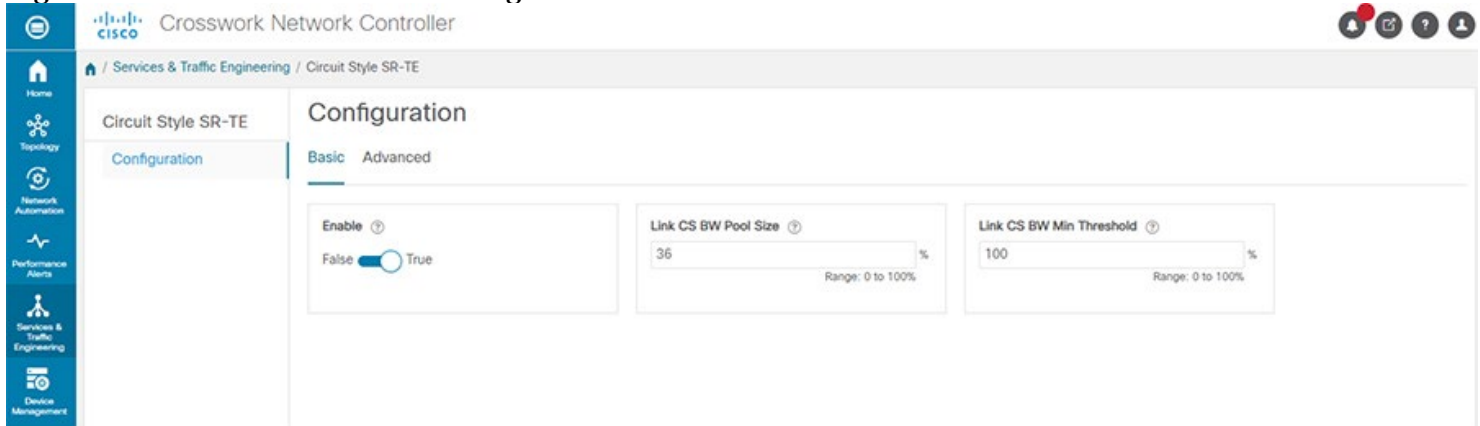 cisco Crosswork Network Controller
/ Services & Traffic Engineering / Circuit Style SR-TE
Home
Topology
Network
Automation
Performance
Alerts
Services &
Traffic
Engineering
Device
Management
Circuit Style SR-TE
Configuration
Configuration
Basic Advanced
Enable ?
False True
Link CS BW Pool Size ?
36 %
Range: 0 to 100%
Link CS BW Min Threshold ?
100 %
Range: 0 to 100%